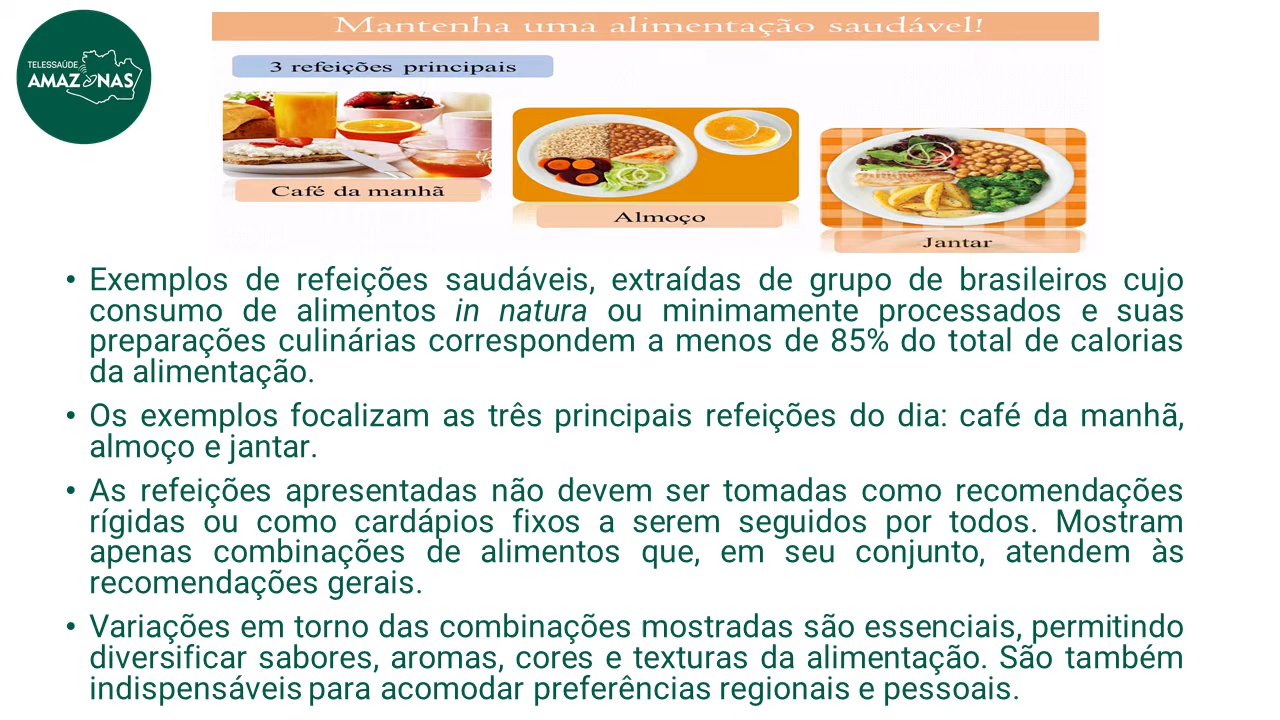 Mantenha uma alimentação saudável!
TELESSAÚDE
AMAZONAS
3 refeições principais
Café da manhã
Almoço
Jantar
• Exemplos de refeições saudáveis, extraídas de grupo de brasileiros cujo
consumo de alimentos in natura ou minimamente processados e suas
preparações culinárias correspondem a menos de 85% do total de calorias
da alimentação.
• Os exemplos focalizam as três principais refeições do dia: café da manhã,
almoço e jantar.
• As refeições apresentadas não devem ser tomadas como recomendações
rígidas ou como cardápios fixos a serem seguidos por todos. Mostram
apenas combinações de alimentos que, em seu conjunto, atendem às
recomendações gerais.
• Variações em torno das combinações mostradas são essenciais, permitindo
diversificar sabores, aromas, cores e texturas da alimentação. São também
indispensáveis para acomodar preferências regionais e pessoais.